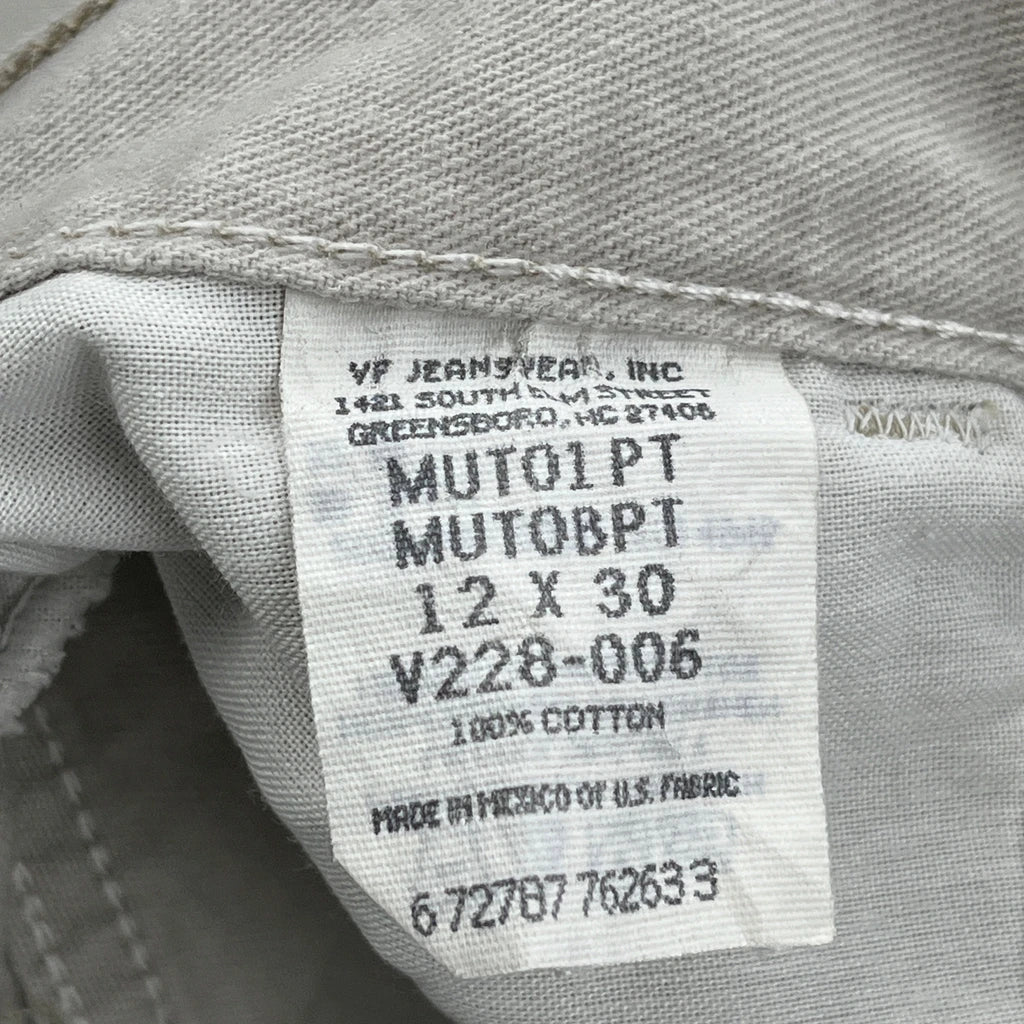 VF JEANSWEAR, INC
1421 SOUTH ELM STREET
GREENSBORO, NC 27406
MUT01PT
MUT0BPT
12 X 30
V228-006
100% COTTON
MADE IN MEXICO OF U.S. FABRIC
6 72787 76263 3